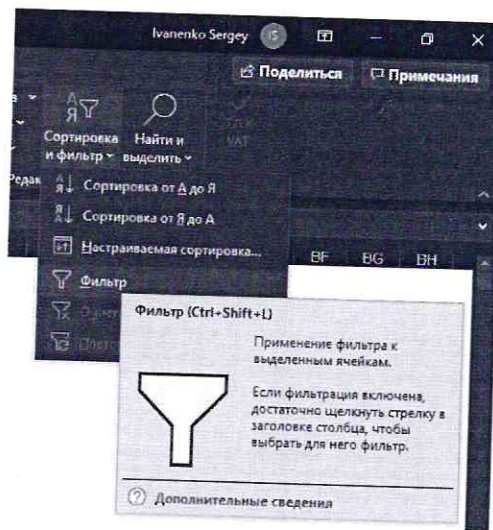 Ivanenko Sergey IS
Поделиться Примечания
Сортировка
и фильтр
Найти и
выделить
VAT
Редак
Сортировка от А до Я
Сортировка от Я до А
Настраиваемая сортировка...
BF BG BH
Фильтр
Фильтр (Ctrl+Shift+L)
Применение фильтра к
выделенным ячейкам.
Если фильтрация включена,
достаточно щелкнуть стрелку в
заголовке столбца, чтобы
выбрать для него фильтр.
Дополнительные сведения